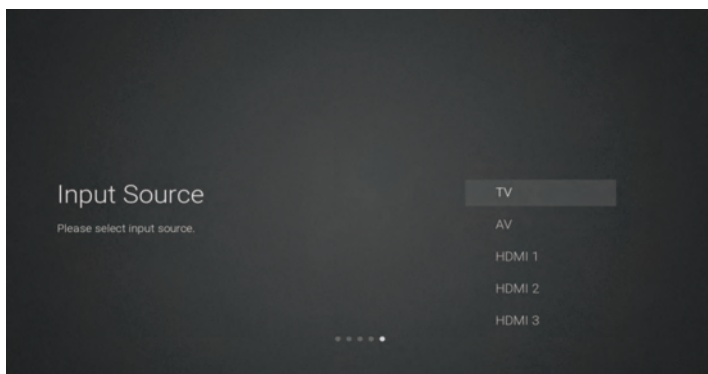 Input Source
Please select input source.
TV
AV
HDMI 1
HDMI 2
HDMI 3